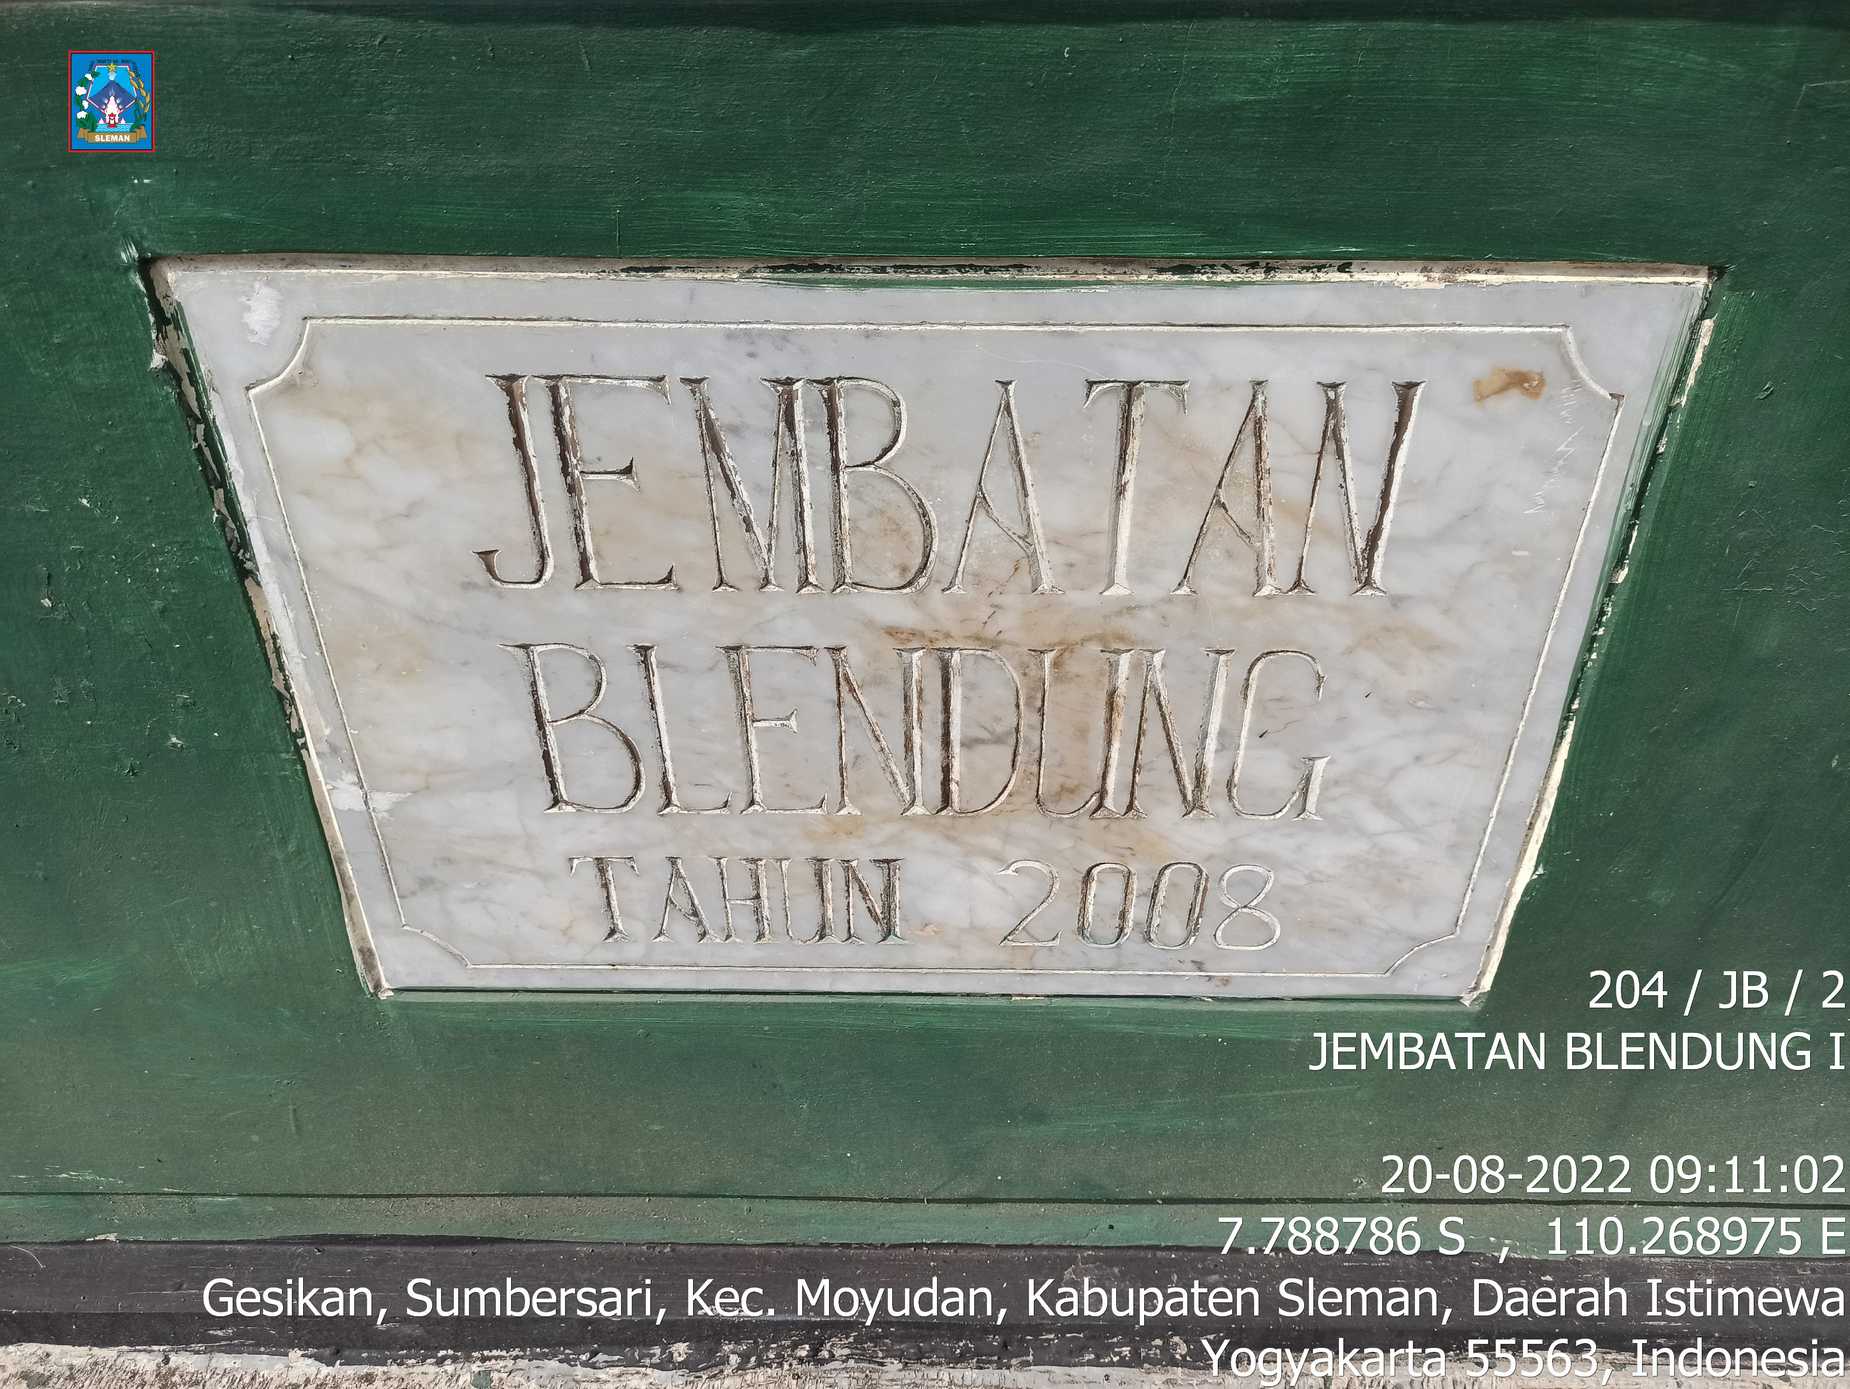 SLEMAN
JEMBATAN
BLENDUNG
TAHUN 2008
204 / JB / 2
JEMBATAN BLENDUNG I
20-08-2022 09:11:02
7.788786 S , 110.268975 E
Gesikan, Sumbersari, Kec. Moyudan, Kabupaten Sleman, Daerah Istimewa
Yogyakarta 55563, Indonesia